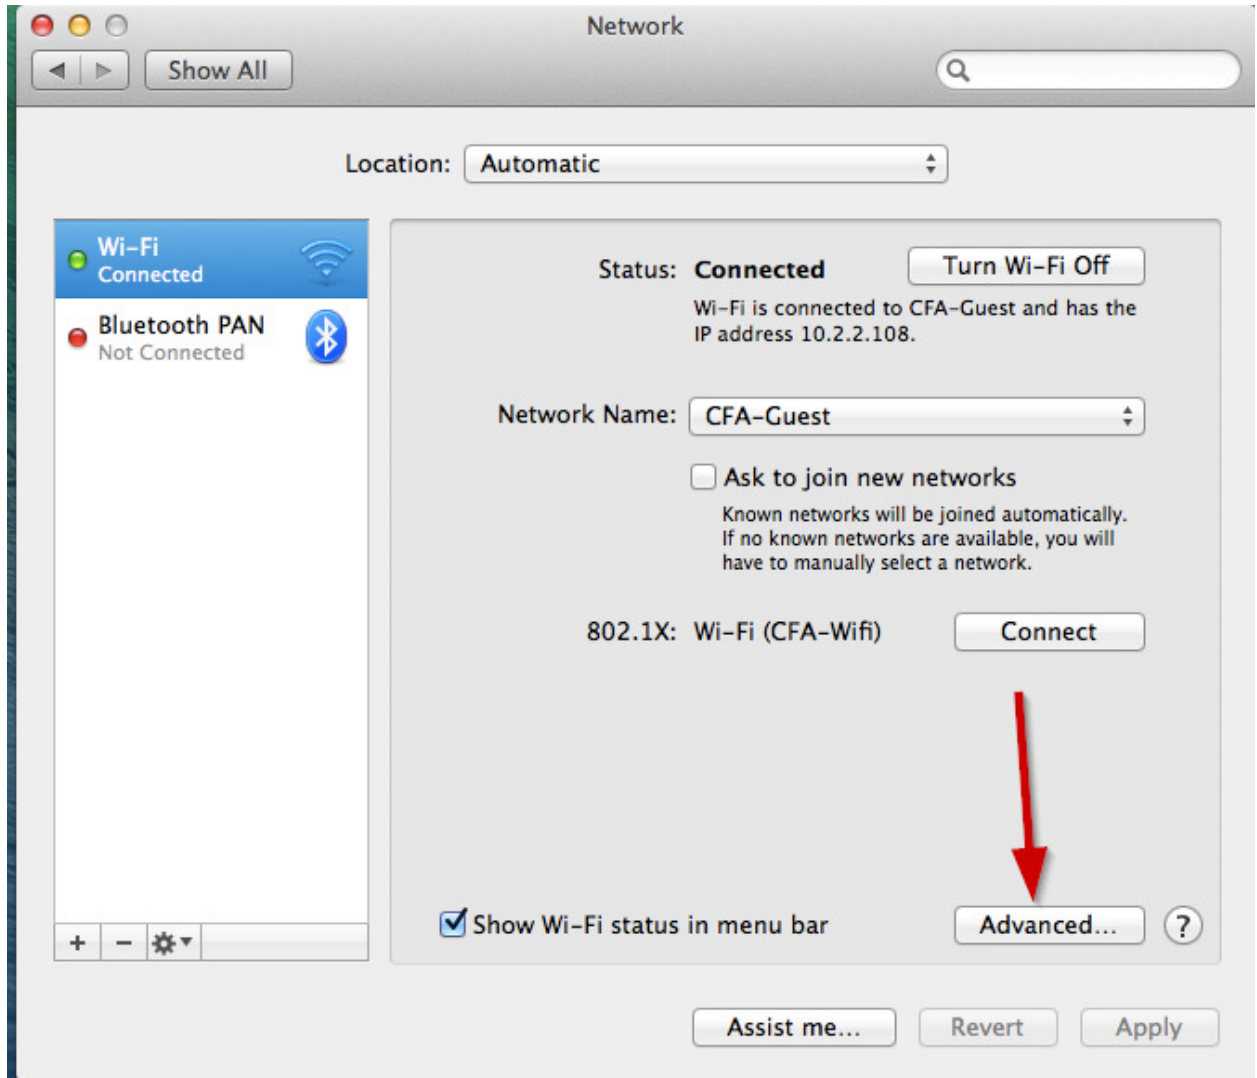 Network
Show All
Location: Automatic
Wi-Fi
Connected
Bluetooth PAN
Not Connected
Status: Connected
Turn Wi-Fi Off
Wi-Fi is connected to CFA-Guest and has the
IP address 10.2.2.108.
Network Name: CFA-Guest
Ask to join new networks
Known networks will be joined automatically.
If no known networks are available, you will
have to manually select a network.
802.1X: Wi-Fi (CFA-Wifi)
Connect
Show Wi-Fi status in menu bar
Advanced...
?
Assist me...
Revert
Apply